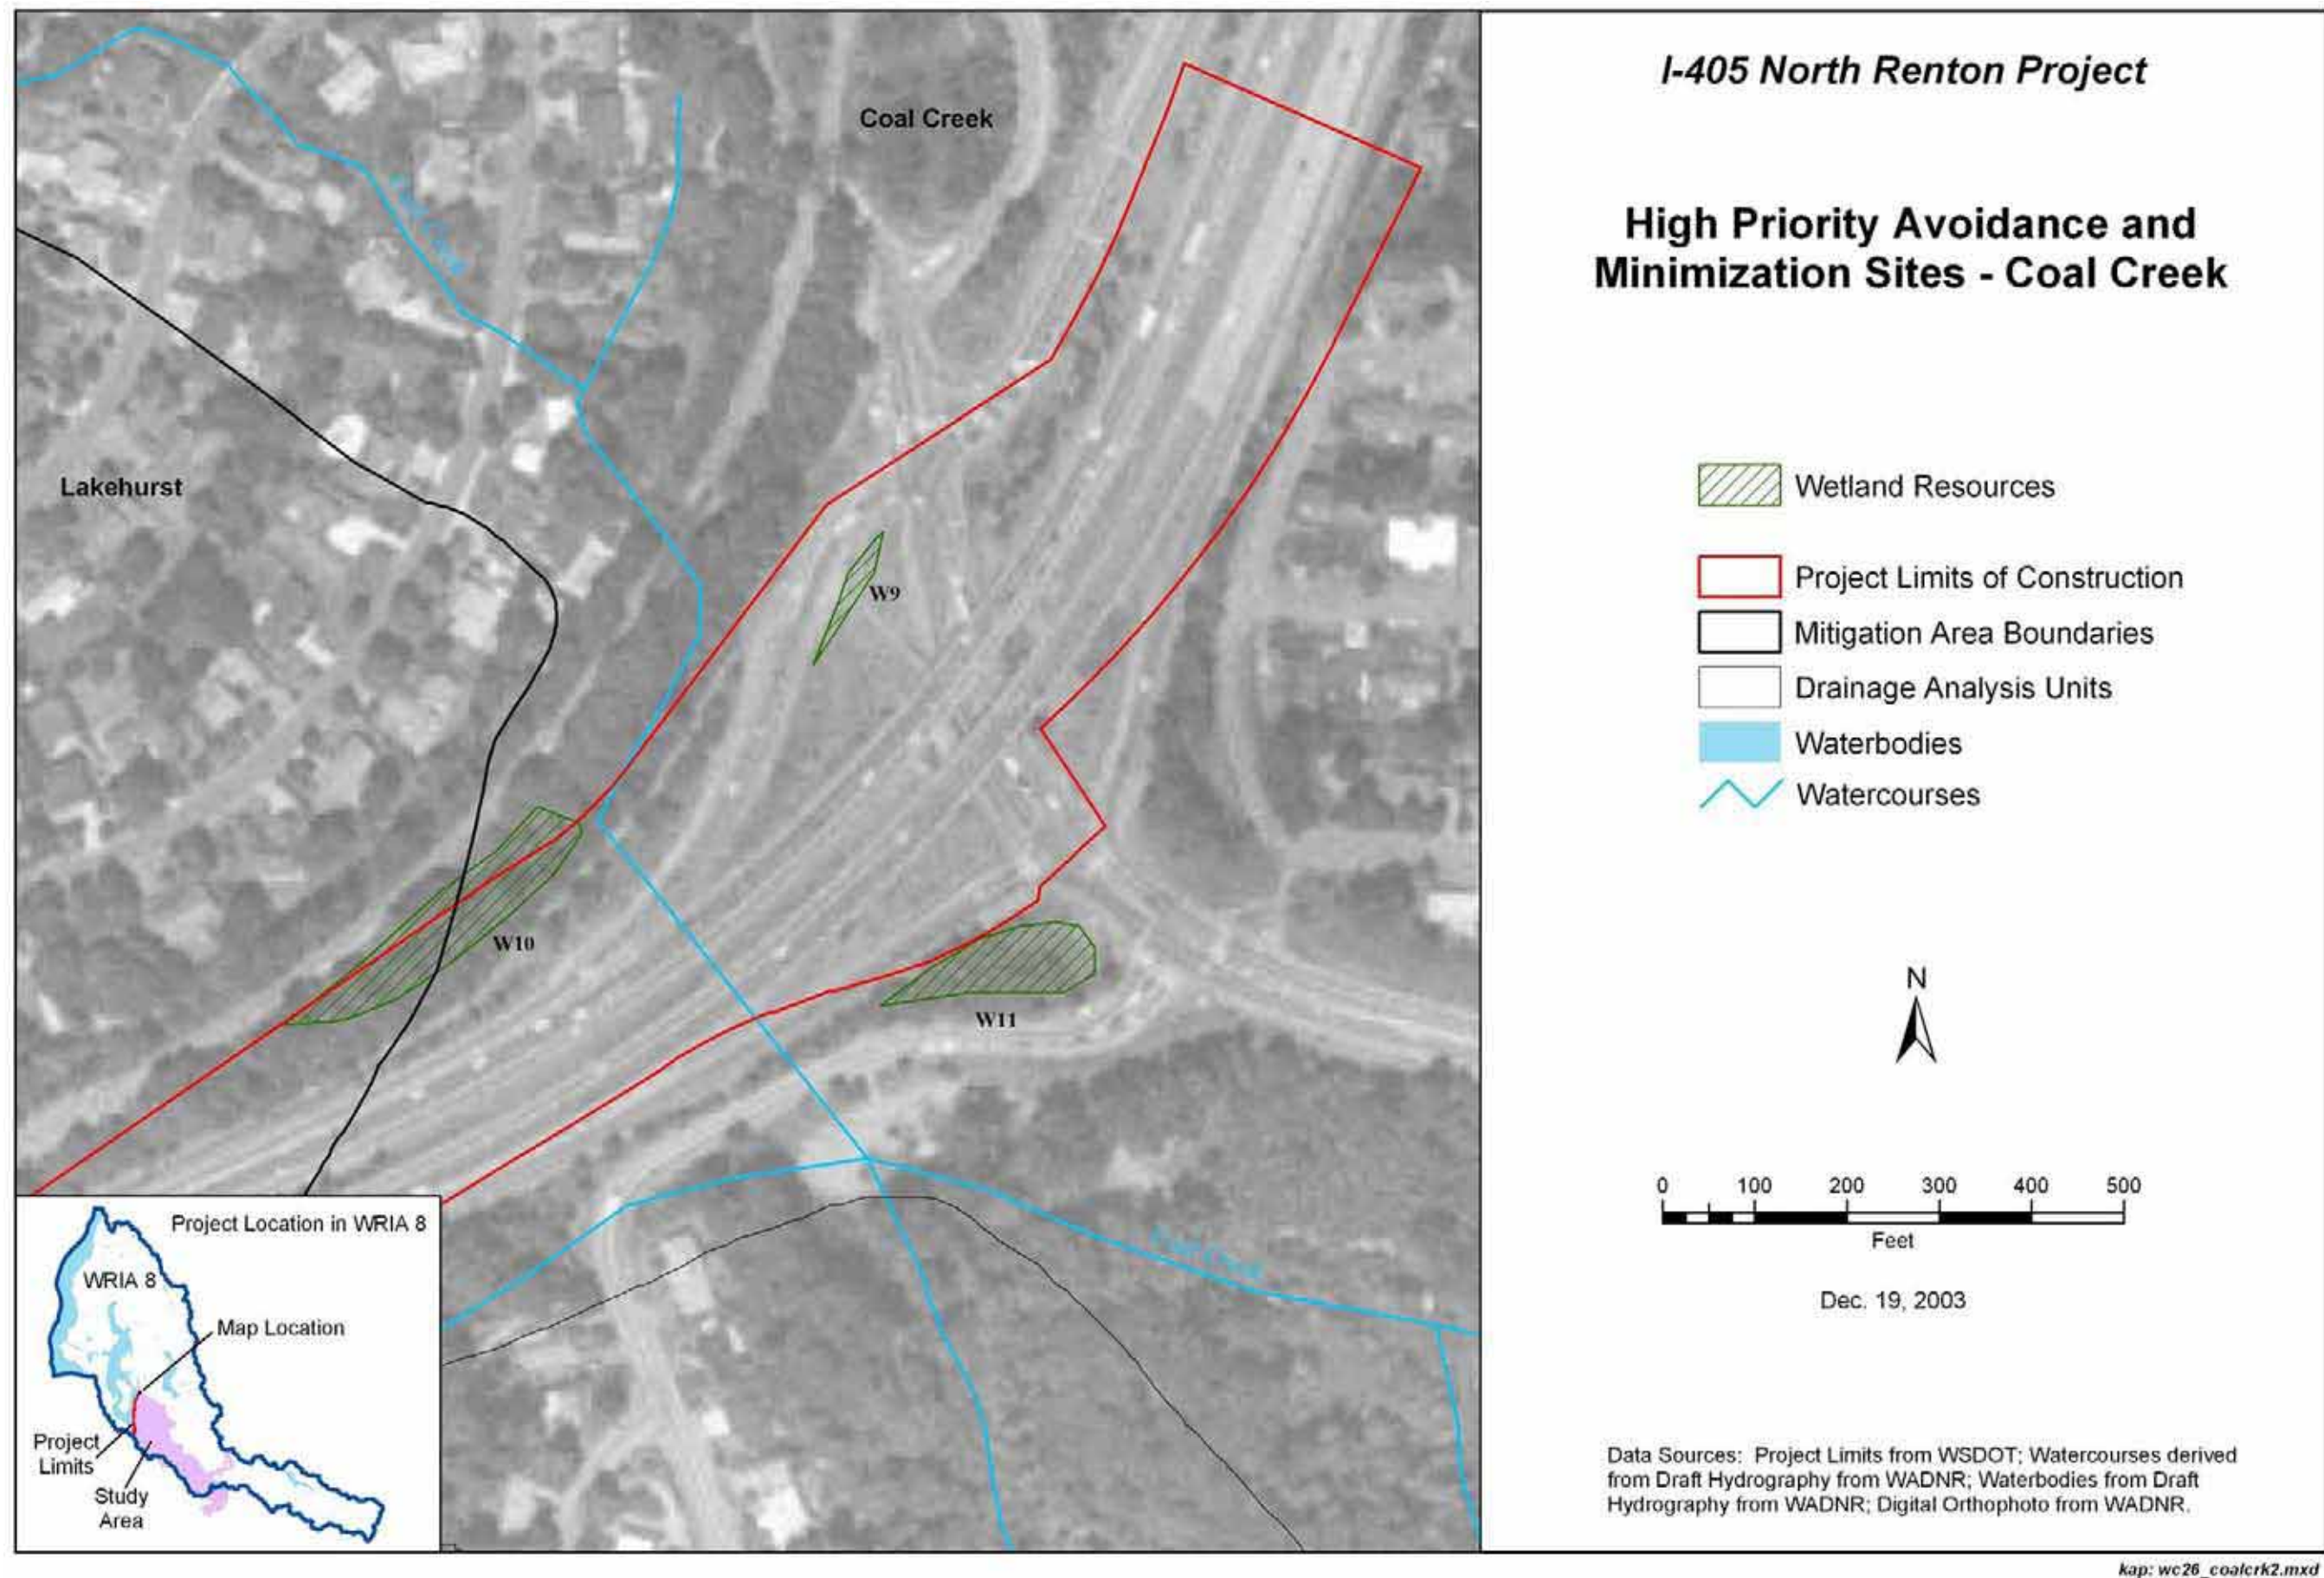 I-405 North Renton Project
High Priority Avoidance and
Minimization Sites - Coal Creek
Coal Creek
Coal Creek
Lakehurst
W9
W10
W11
Coal Creek
Wetland Resources
Project Limits of Construction
Mitigation Area Boundaries
Drainage Analysis Units
Waterbodies
Watercourses
N
0 100 200 300 400 500
Feet
Dec. 19, 2003
Data Sources: Project Limits from WSDOT; Watercourses derived
from Draft Hydrography from WADNR; Waterbodies from Draft
Hydrography from WADNR; Digital Orthophoto from WADNR.
Project Location in WRIA 8
WRIA 8
Map Location
Project
Limits
Study
Area
kap: wc26_coalcrk2.mxd